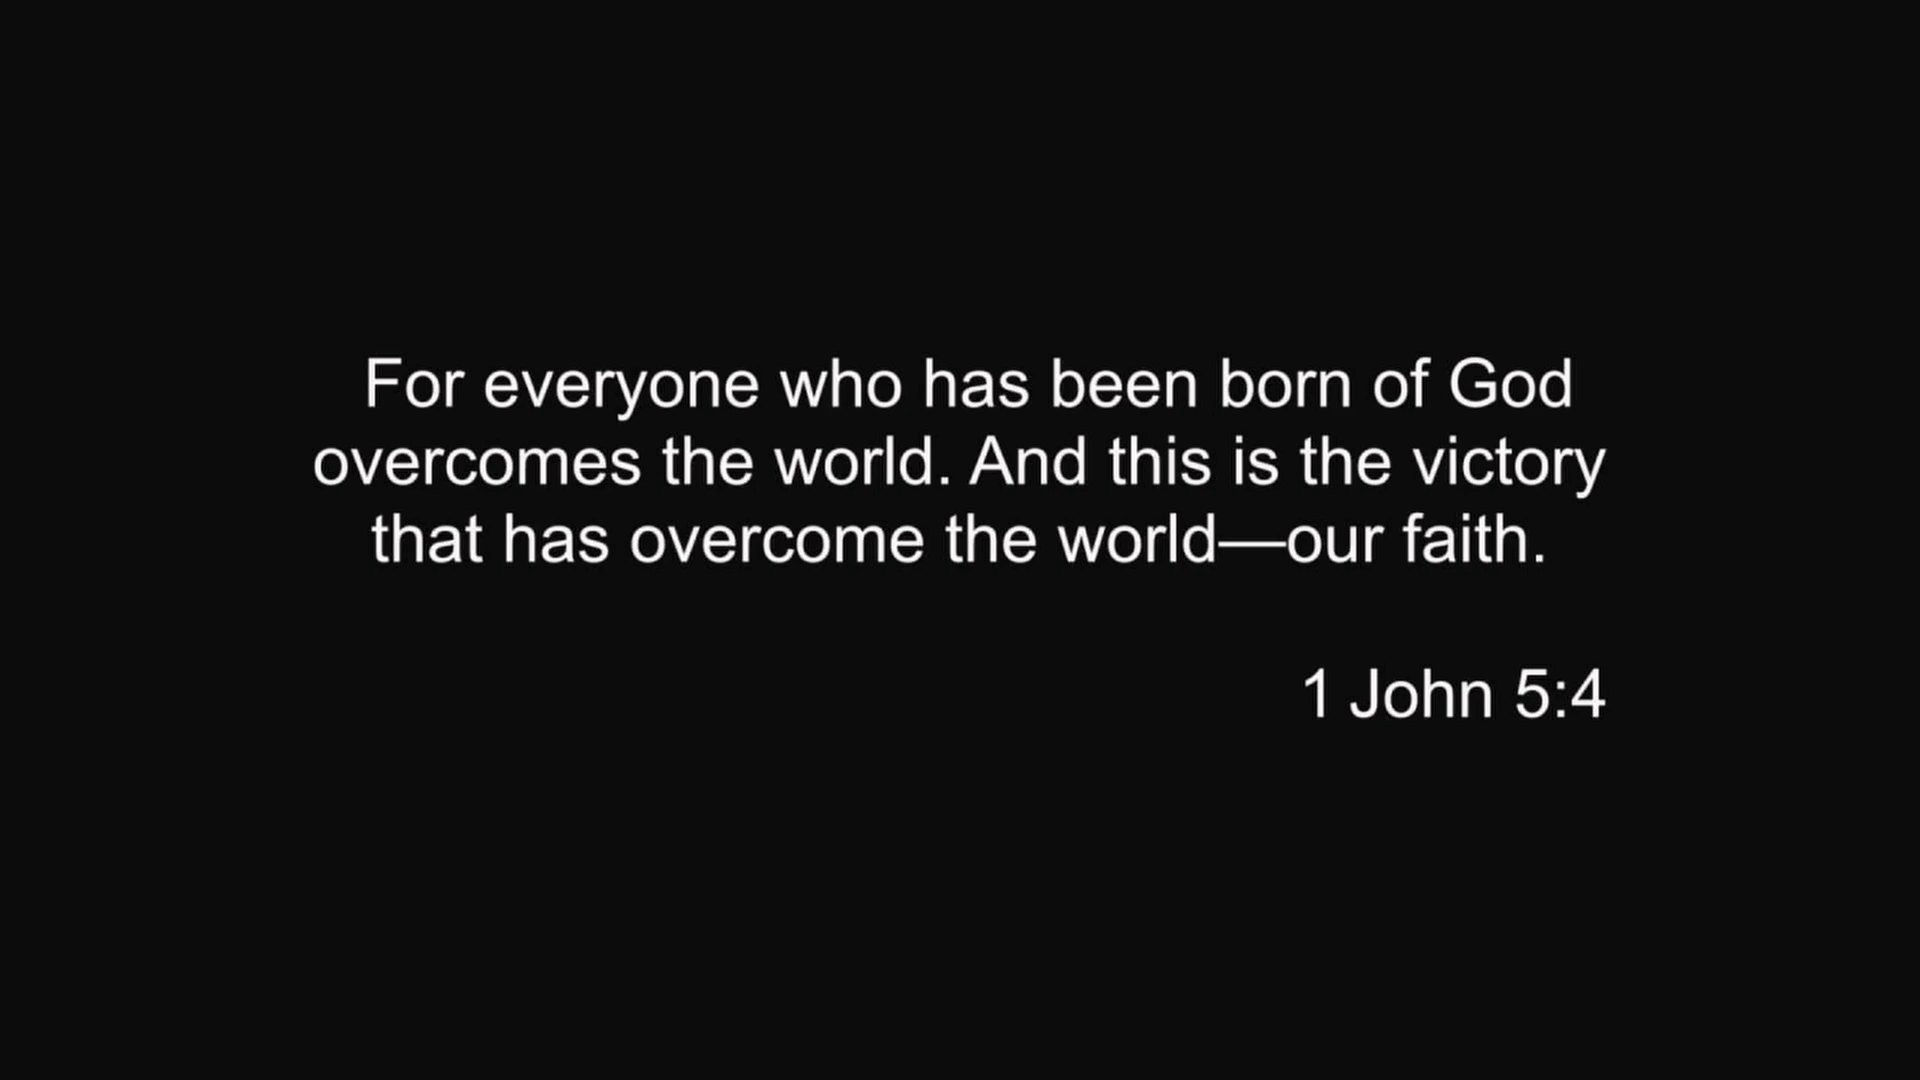 For everyone who has been born of God
overcomes the world. And this is the victory
that has overcome the world—our faith.
1 John 5:4